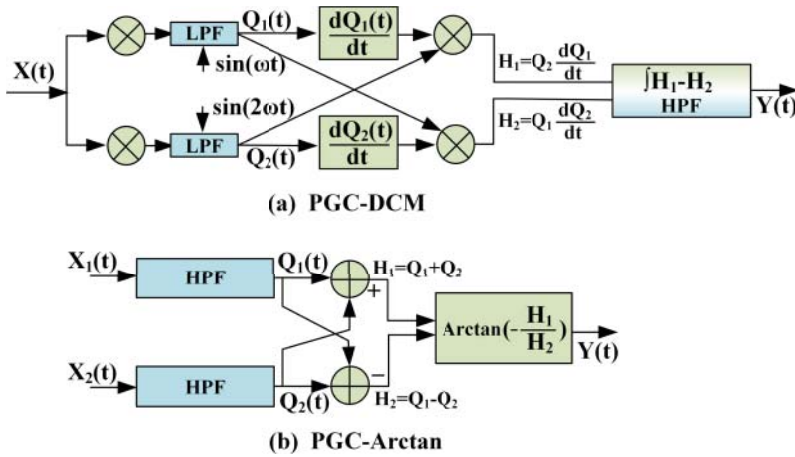 X(t)
LPF
Q₁(t)
dQ₁(t)
dt
sin(ωt)
sin(2ωt)
LPF
Q₂(t)
dQ₂(t)
dt
H₁=Q₂ dQ₁
dt
H₂=Q₁ dQ₂
dt
∫H₁-H₂
HPF
Y(t)
(a) PGC-DCM
X₁(t)
HPF
Q₁(t)
H₁=Q₁+Q₂
+
X₂(t)
HPF
Q₂(t)
−
H₂=Q₁-Q₂
Arctan(-H₁
H₂)
Y(t)
(b) PGC-Arctan